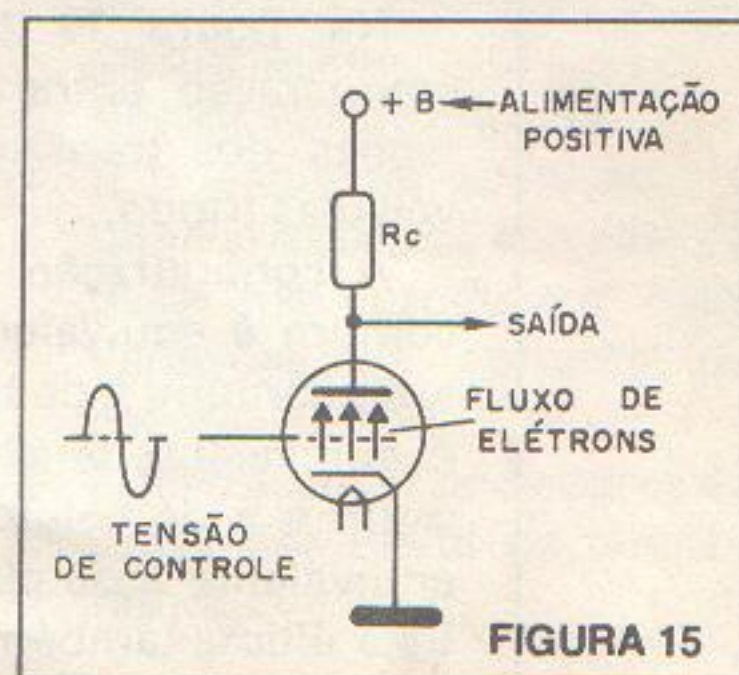 + B ALIMENTAÇÃO
POSITIVA
Rc
SAÍDA
FLUXO DE
ELÉTRONS
TENSÃO
DE CONTROLE
FIGURA 15